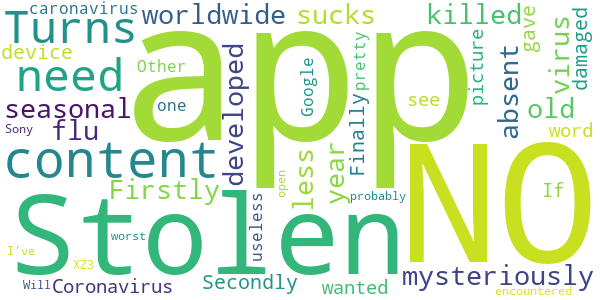 caronavirus
Turns
worldwide
sucks
killed
gave
virus
damaged
device
need
Other
app
Google
pretty
picture
absent
seasonal
one
see
old
Sony
flu
developed
Finally
word
content
Firstly
less
year
NO
If
Stolen
open
probably
useless
worst
I've
XZ3
mysteriously
Will
Coronavirus
Secondly
wanted
encountered